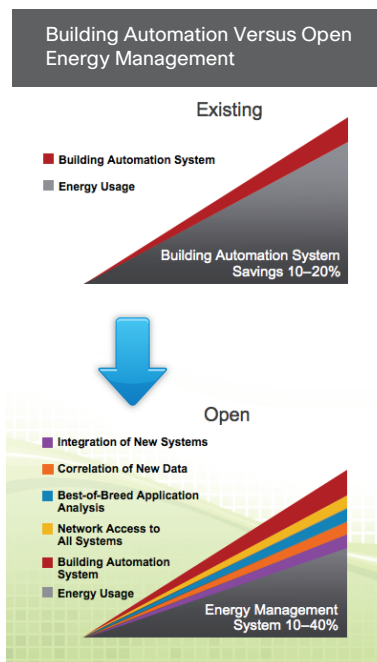 Building Automation Versus Open
Energy Management
Existing
Building Automation System
Energy Usage
Building Automation System
Savings 10–20%
Open
Integration of New Systems
Correlation of New Data
Best-of-Breed Application
Analysis
Network Access to
All Systems
Building Automation
System
Energy Usage
Energy Management
System 10–40%